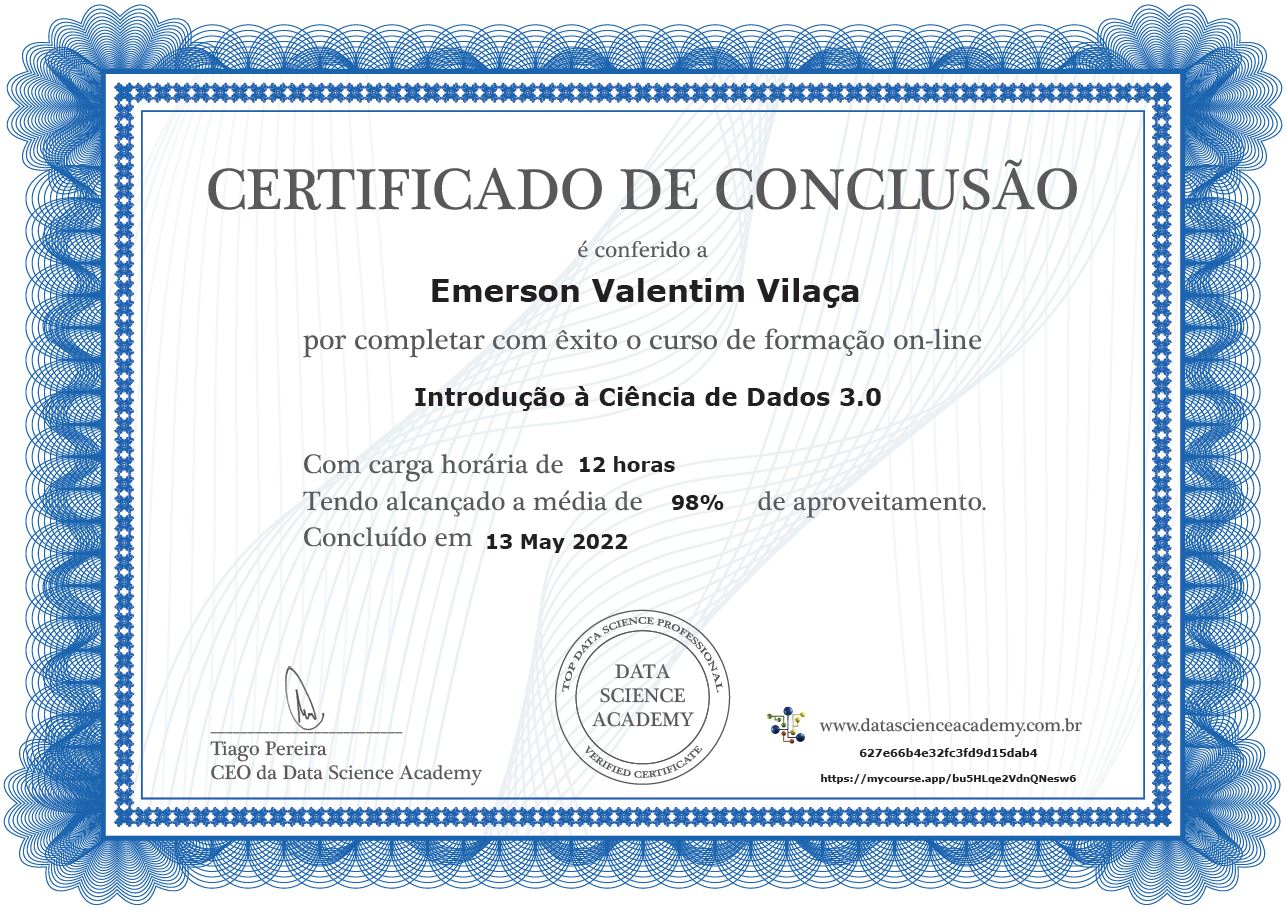 CERTIFICADO DE CONCLUSÃO
é conferido a
Emerson Valentim Vilaça
por completar com êxito o curso de formação on-line
Introdução à Ciência de Dados 3.0
Com carga horária de 12 horas
Tendo alcançado a média de 98% de aproveitamento.
Concluído em 13 May 2022
TOP DATA SCIENCE PROFESSIONAL
DATA
SCIENCE
ACADEMY
VERIFIED CERTIFICATE
Tiago Pereira
CEO da Data Science Academy
www.datascienceacademy.com.br
627e66b4e32fc3fd9d15dab4
https://mycourse.app/bu5HLqe2VdnQNesw6